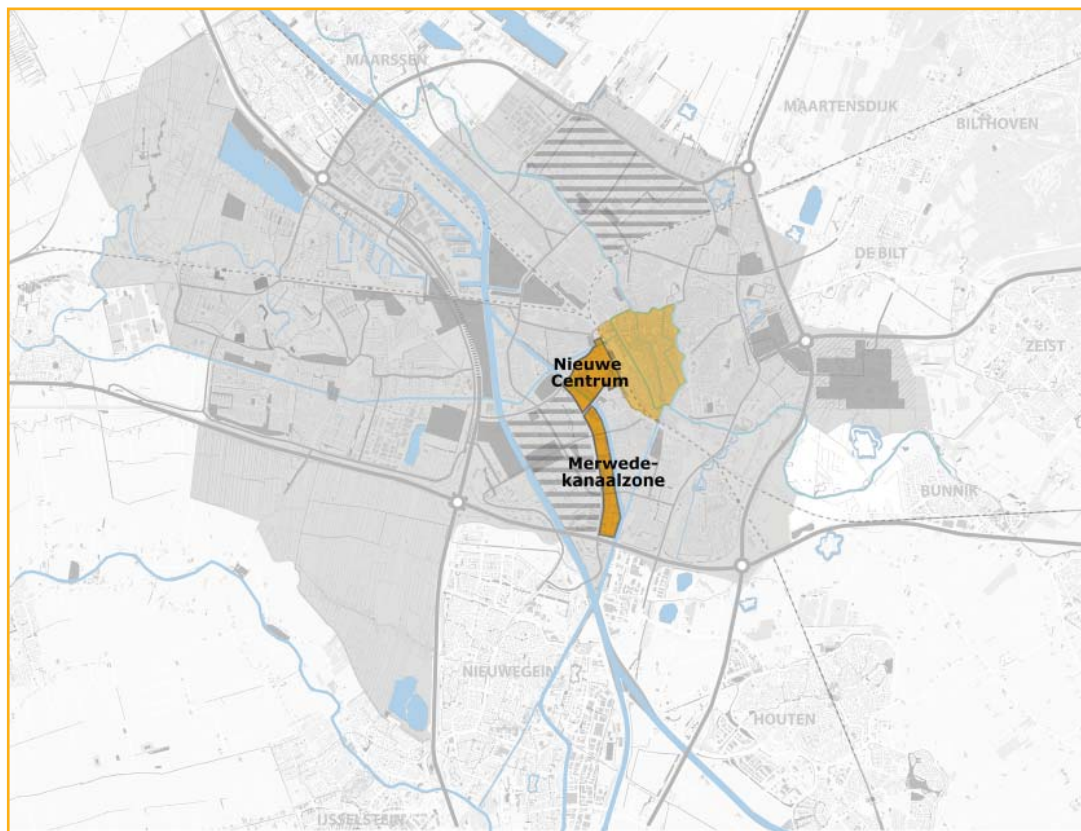 MAARSSEN
MAARTENSDIJK
BILTHOVEN
DE BILT
ZEIST
Nieuwe
Centrum
Merwede-
kanaalzone
BUNNIK
NIEUWEGEIN
HOUTEN
IJSSELSTEIN